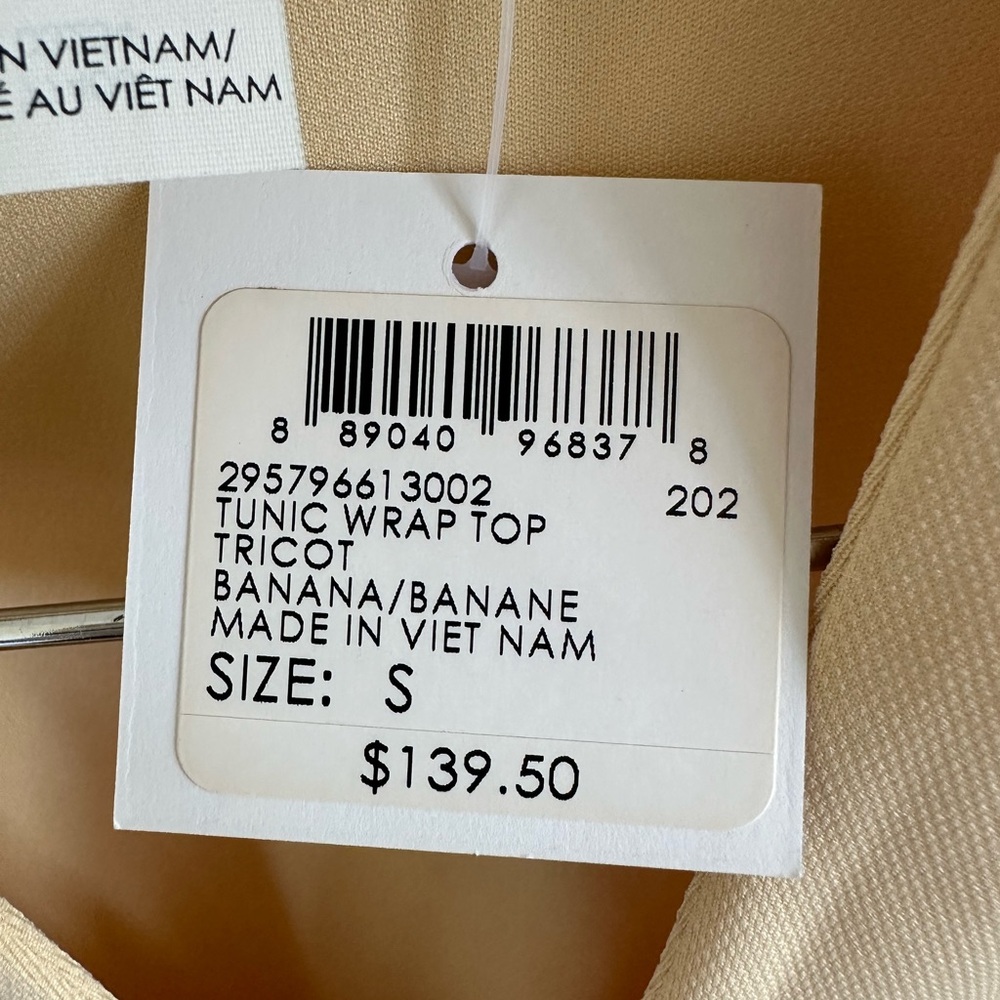 N VIETNAM/
É AU VIÊT NAM
8 89040 96837 8
295796613002 202
TUNIC WRAP TOP
TRICOT
BANANA/BANANE
MADE IN VIET NAM
SIZE: S
$139.50